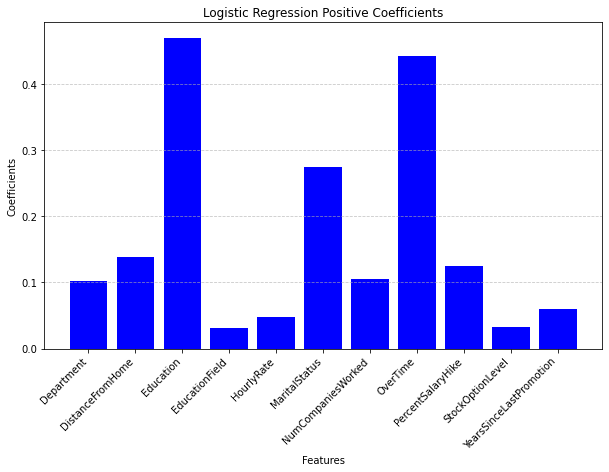 Logistic Regression Positive Coefficients
Coefficients
0.4
0.3
0.2
0.1
0.0
Department
DistanceFromHome
Education
EducationField
HourlyRate
MaritalStatus
NumCompaniesWorked
OverTime
PercentSalaryHike
StockOptionLevel
YearsSinceLastPromotion
Features